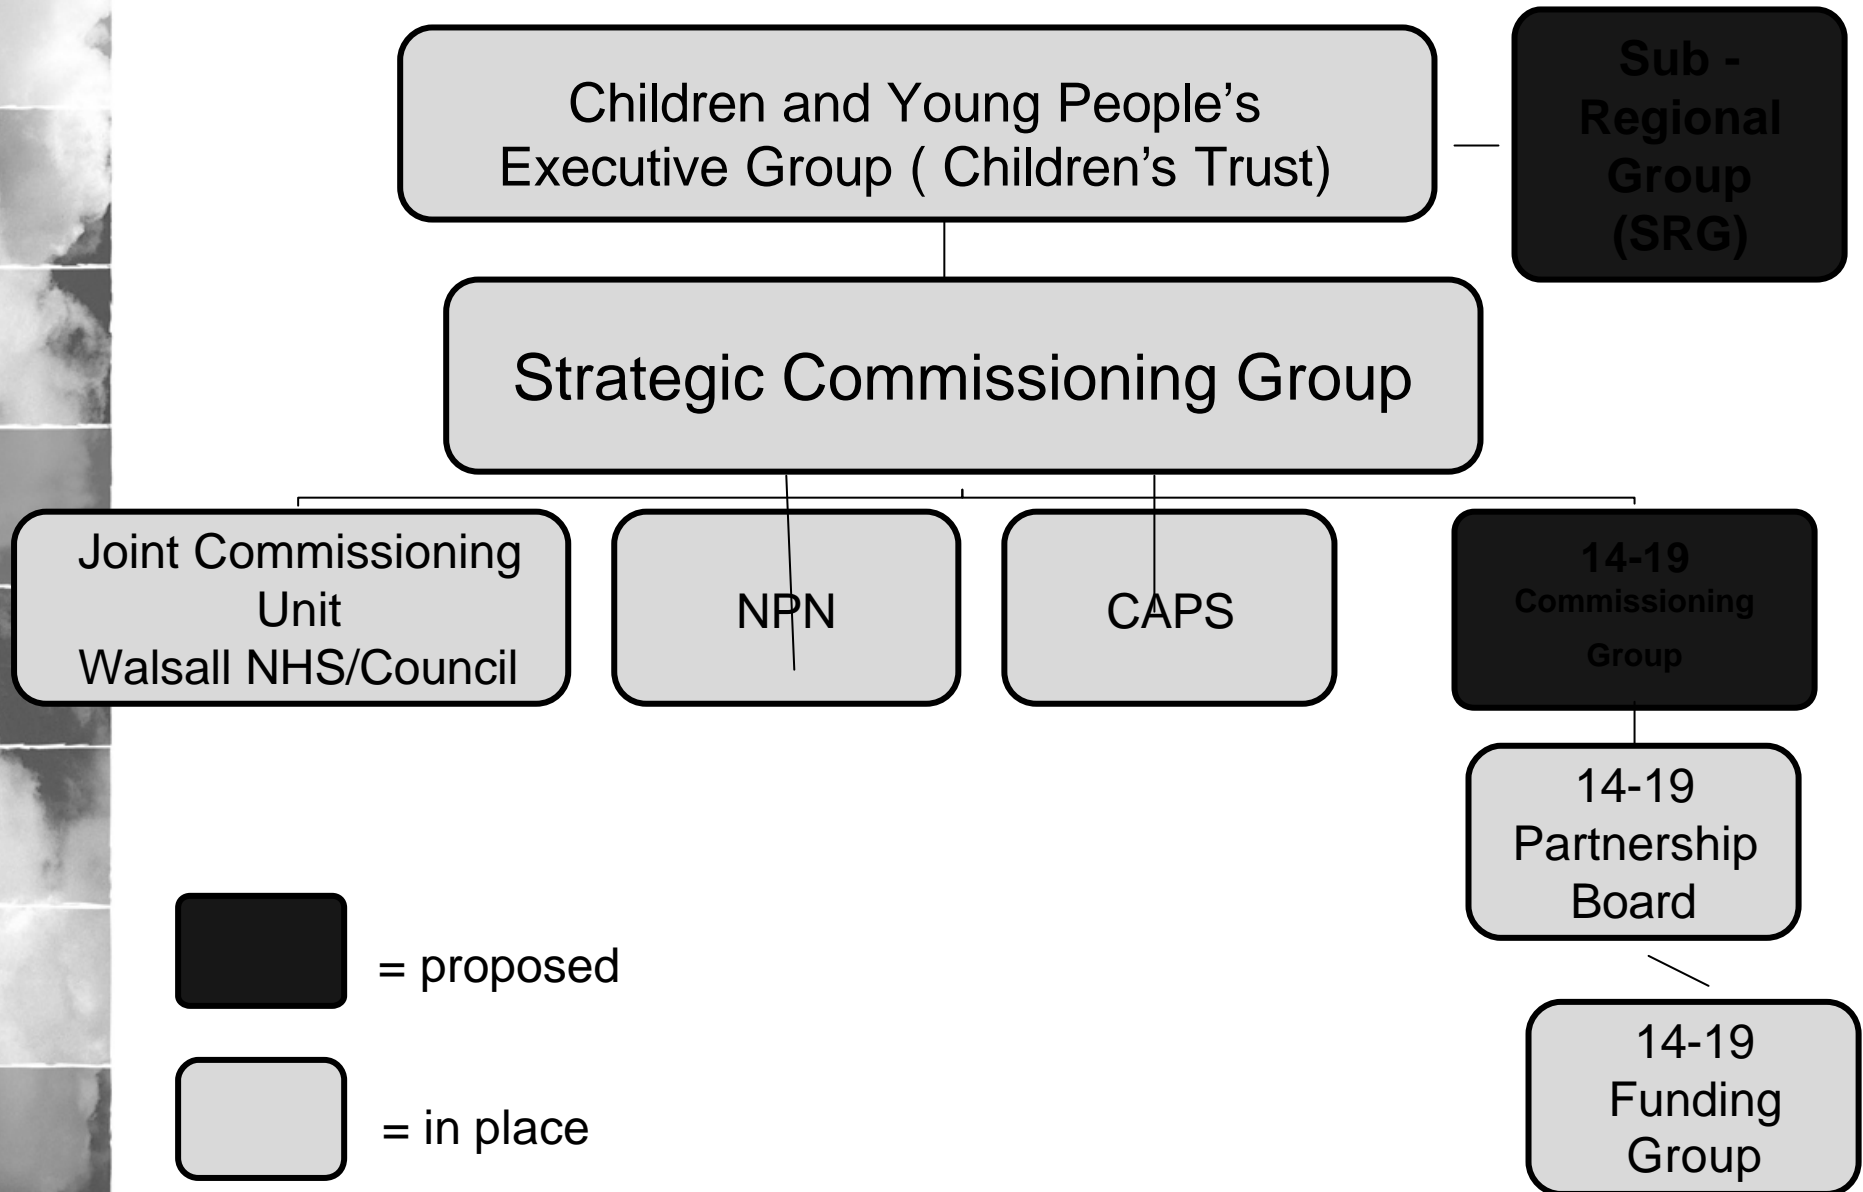 Children and Young People's
Executive Group ( Children's Trust)
Sub -
Regional
Group
(SRG)
Strategic Commissioning Group
Joint Commissioning
Unit
Walsall NHS/Council
NPN
CAPS
14-19
Commissioning
Group
14-19
Partnership
Board
= proposed
14-19
Funding
Group
= in place